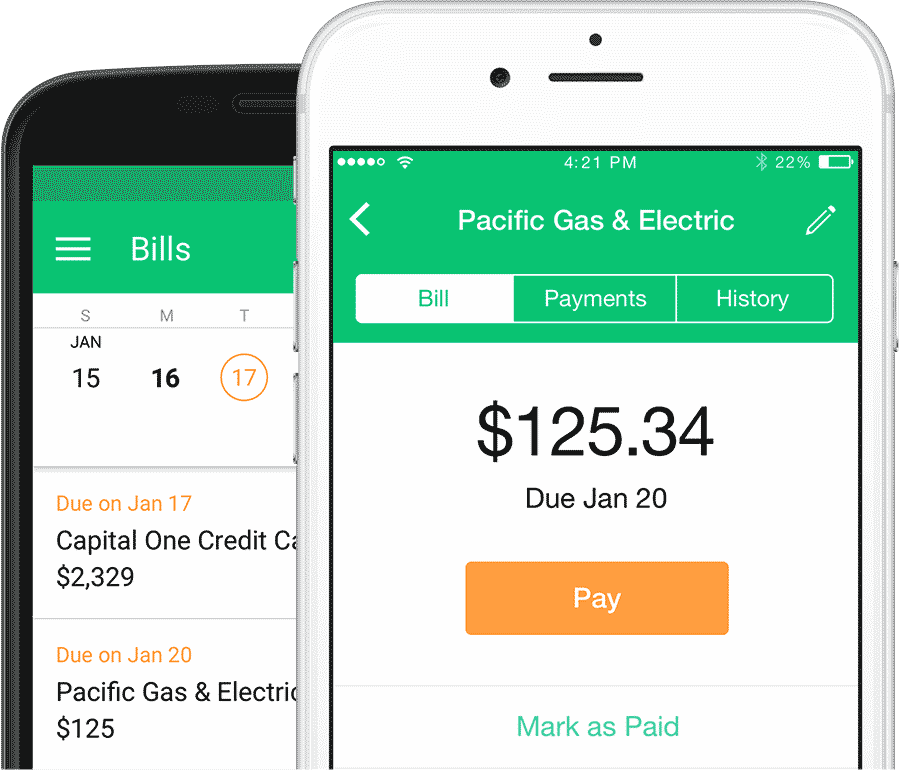 Bills
S M T
JAN
15 16 17
Due on Jan 17
Capital One Credit
$2,329
Due on Jan 20
Pacific Gas & Electric
$125
4:21 PM 22%
Pacific Gas & Electric
Bill Payments History
$125.34
Due Jan 20
Pay
Mark as Paid